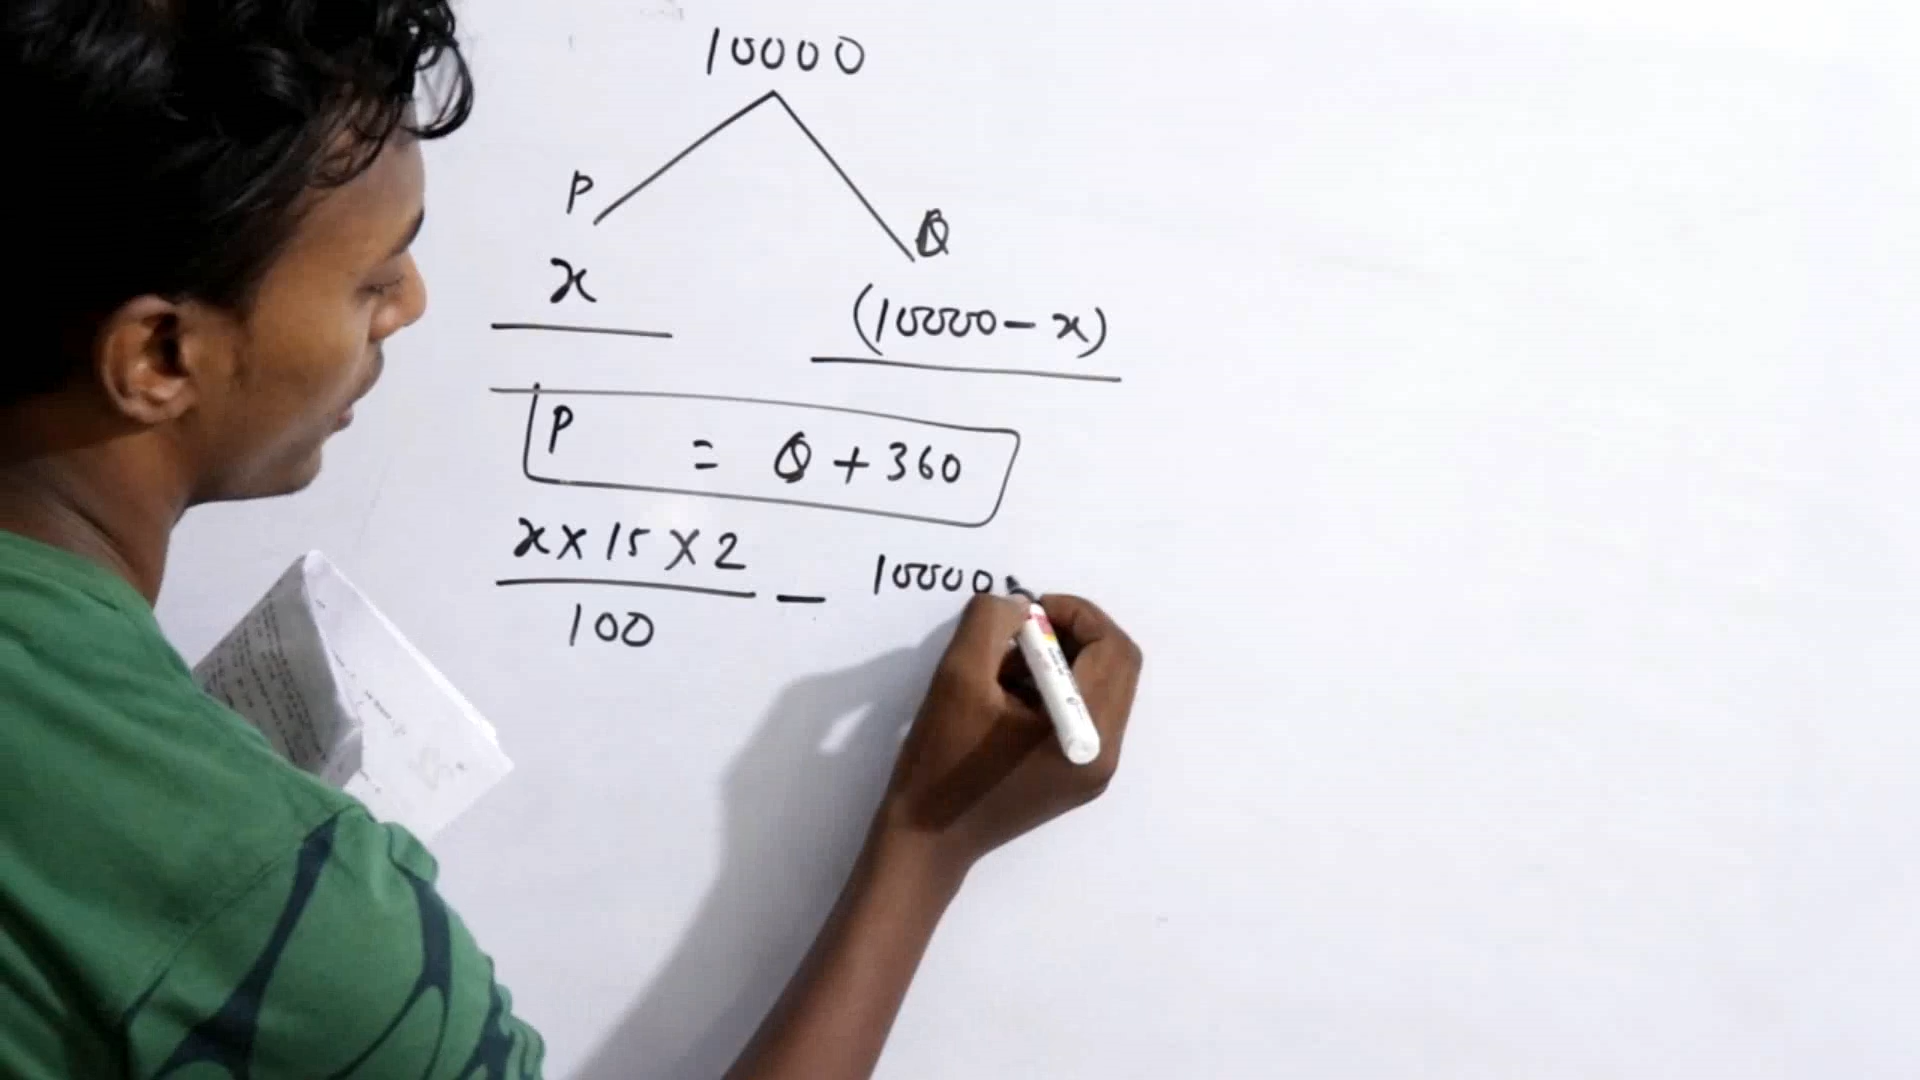 10000
P
Q
x
(10000 - x)
P = Q + 360
x × 15 × 2
100
-
10000